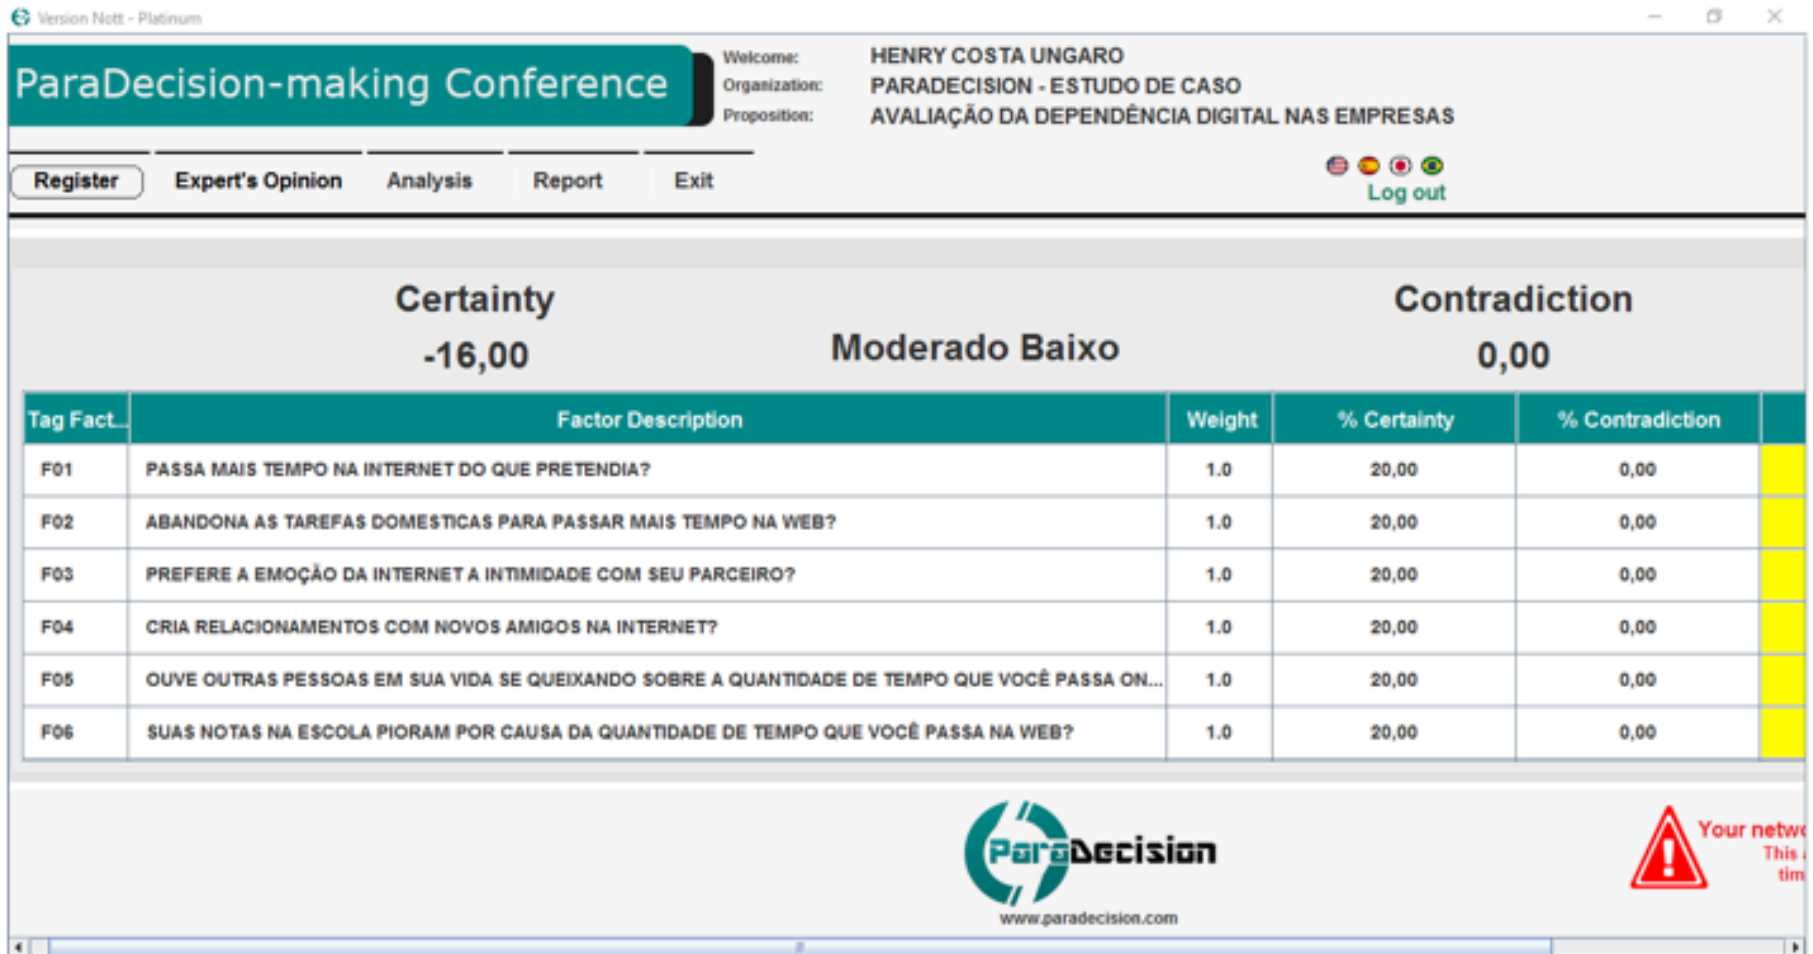 Version Nott - Platinum
ParaDecision-making Conference
Welcome: HENRY COSTA UNGARO
Organization: PARADECISION - ESTUDO DE CASO
Proposition: AVALIAÇÃO DA DEPENDÊNCIA DIGITAL NAS EMPRESAS
Register Expert's Opinion Analysis Report Exit
Log out
Certainty Contradiction
-16,00 Moderado Baixo 0,00
Tag Fact... Factor Description Weight % Certainty % Contradiction
F01 PASSA MAIS TEMPO NA INTERNET DO QUE PRETENDIA? 1.0 20,00 0,00
F02 ABANDONA AS TAREFAS DOMESTICAS PARA PASSAR MAIS TEMPO NA WEB? 1.0 20,00 0,00
F03 PREFERE A EMOÇÃO DA INTERNET A INTIMIDADE COM SEU PARCEIRO? 1.0 20,00 0,00
F04 CRIA RELACIONAMENTOS COM NOVOS AMIGOS NA INTERNET? 1.0 20,00 0,00
F05 OUVE OUTRAS PESSOAS EM SUA VIDA SE QUEIXANDO SOBRE A QUANTIDADE DE TEMPO QUE VOCÊ PASSA ON... 1.0 20,00 0,00
F06 SUAS NOTAS NA ESCOLA PIORAM POR CAUSA DA QUANTIDADE DE TEMPO QUE VOCÊ PASSA NA WEB? 1.0 20,00 0,00
ParaDecision
www.paradecision.com
Your
This